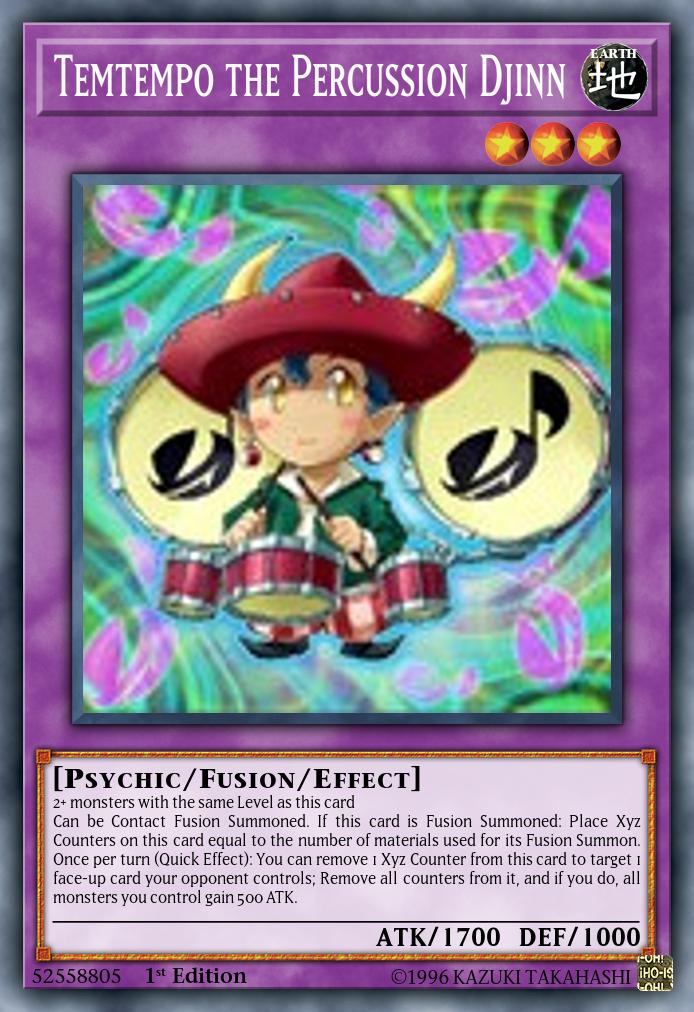 Temtempo the Percussion Djinn
EARTH
地
[Psychic/Fusion/Effect]
2+ monsters with the same Level as this card
Can be Contact Fusion Summoned. If this card is Fusion Summoned: Place Xyz
Counters on this card equal to the number of materials used for its Fusion Summon.
Once per turn (Quick Effect): You can remove 1 Xyz Counter from this card to target 1
face-up card your opponent controls; Remove all counters from it, and if you do, all
monsters you control gain 500 ATK.
ATK/1700 DEF/1000
52558805 1st Edition ©1996 KAZUKI TAKAHASHI